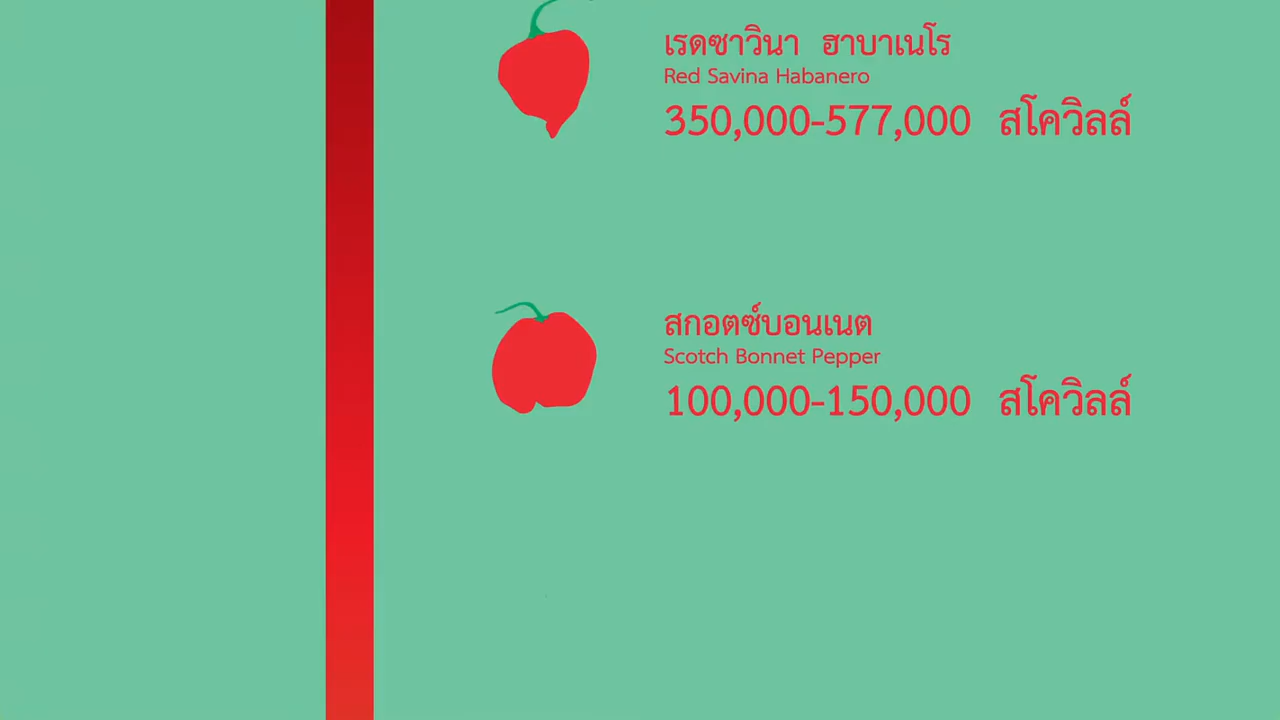 เรดซาวินา ฮาบาเนโร
Red Savina Habanero
350,000-577,000 สโควิลล์
สกอตซ์บอนเนต
Scotch Bonnet Pepper
100,000-150,000 สโควิลล์